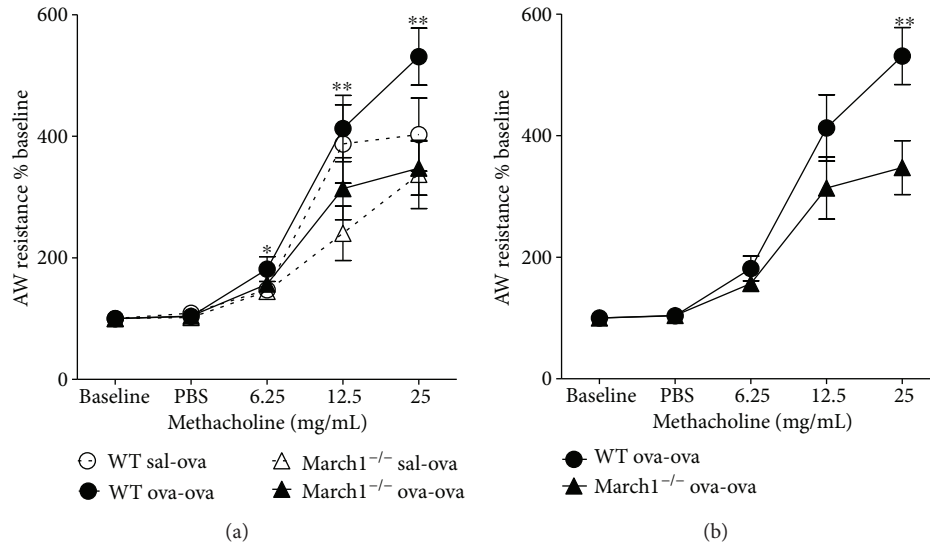 600
400
200
0
AW resistance % baseline
*
**
**
Baseline PBS 6.25 12.5 25
Methacholine (mg/mL)
WT sal-ova
March1−/− sal-ova
WT ova-ova
March1−/− ova-ova
(a)
600
400
200
0
AW resistance % baseline
**
Baseline PBS 6.25 12.5 25
Methacholine (mg/mL)
WT ova-ova
March1−/− ova-ova
(b)